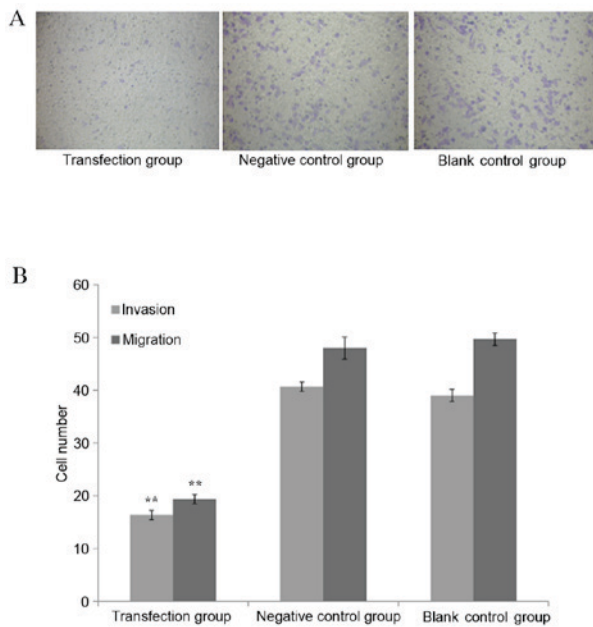 A
Transfection group Negative control group Blank control group
B
60
50
40
30
20
10
0
Cell number
Invasion
Migration
** **
Transfection group Negative control group Blank control group